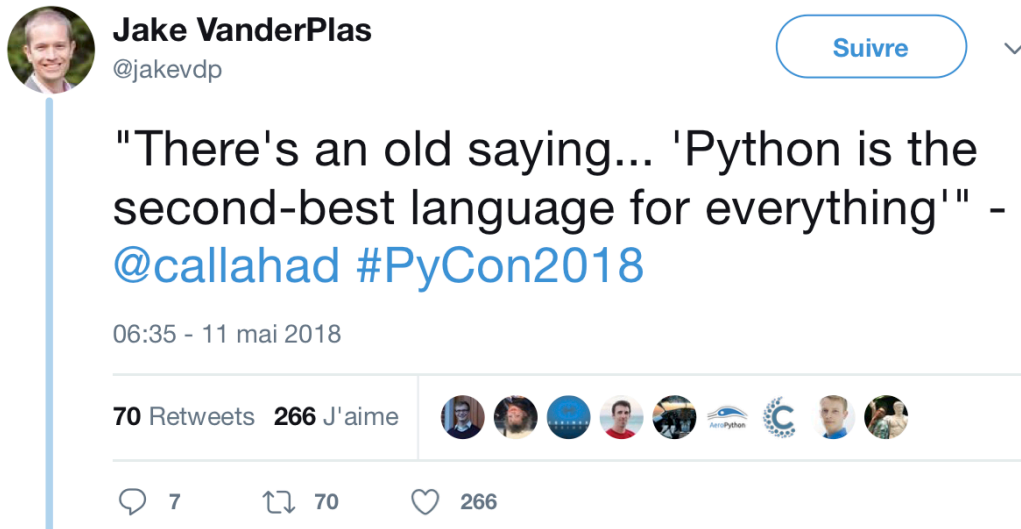 Jake VanderPlas
@jakevdp
Suivre
"There's an old saying... 'Python is the
second-best language for everything'" -
@callahad #PyCon2018
06:35 - 11 mai 2018
70 Retweets 266 J'aime
AeroPython
7 70 266